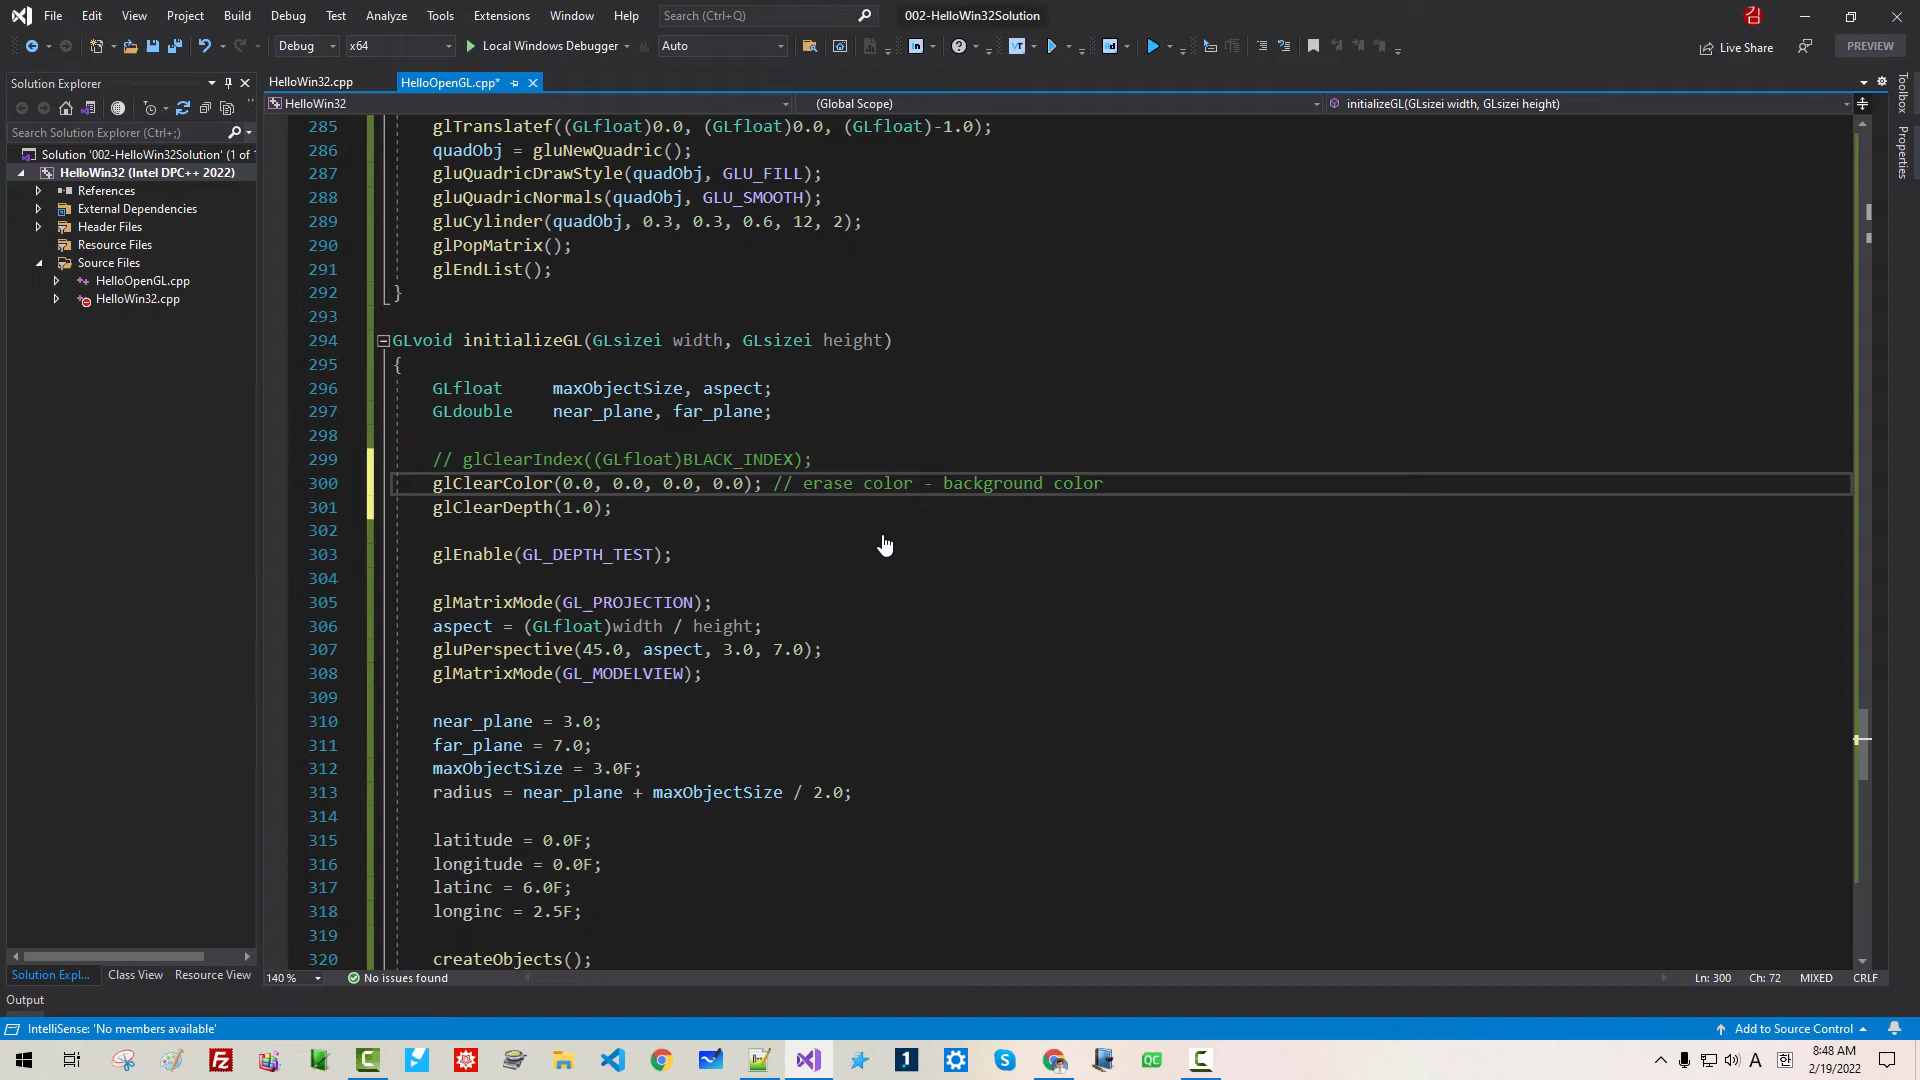 File Edit View Project Build Debug Test Analyze Tools Extensions Window Help Search (Ctrl+Q) 002-HelloWin32Solution
Debug x64 Local Windows Debugger Auto Live Share PREVIEW
Solution Explorer
Search Solution Explorer (Ctrl+;)
Solution '002-HelloWin32Solution' (1 of 1
HelloWin32 (Intel DPC++ 2022)
References
External Dependencies
Header Files
Resource Files
Source Files
HelloOpenGL.cpp
HelloWin32.cpp
Solution Expl... Class View Resource View
HelloWin32.cpp HelloOpenGL.cpp*
HelloWin32 (Global Scope) initializeGL(GLsizei width, GLsizei height)
285 glTranslatef((GLfloat)0.0, (GLfloat)0.0, (GLfloat)-1.0);
286 quadObj = gluNewQuadric();
287 gluQuadricDrawStyle(quadObj, GLU_FILL);
288 gluQuadricNormals(quadObj, GLU_SMOOTH);
289 gluCylinder(quadObj, 0.3, 0.3, 0.6, 12, 2);
290 glPopMatrix();
291 glEndList();
292 }
293
294 GLvoid initializeGL(GLsizei width, GLsizei height)
295 {
296 GLfloat maxObjectSize, aspect;
297 GLdouble near_plane, far_plane;
298
299 // glClearIndex((GLfloat)BLACK_INDEX);
300 glClearColor(0.0, 0.0, 0.0, 0.0); // erase color - background color
301 glClearDepth(1.0);
302
303 glEnable(GL_DEPTH_TEST);
304
305 glMatrixMode(GL_PROJECTION);
306 aspect = (GLfloat)width / height;
307 gluPerspective(45.0, aspect, 3.0, 7.0);
308 glMatrixMode(GL_MODELVIEW);
309
310 near_plane = 3.0;
311 far_plane = 7.0;
312 maxObjectSize = 3.0F;
313 radius = near_plane + maxObjectSize / 2.0;
314
315 latitude = 0.0F;
316 longitude = 0.0F;
317 latinc = 6.0F;
318 longinc = 2.5F;
319
320 createObjects();
140 % No issues found Ln: 300 Ch: 72 MIXED CRLF
Toolbox
Properties
Output
IntelliSense: 'No members available' Add to Source Control
A 한 8:48 AM
2/19/2022